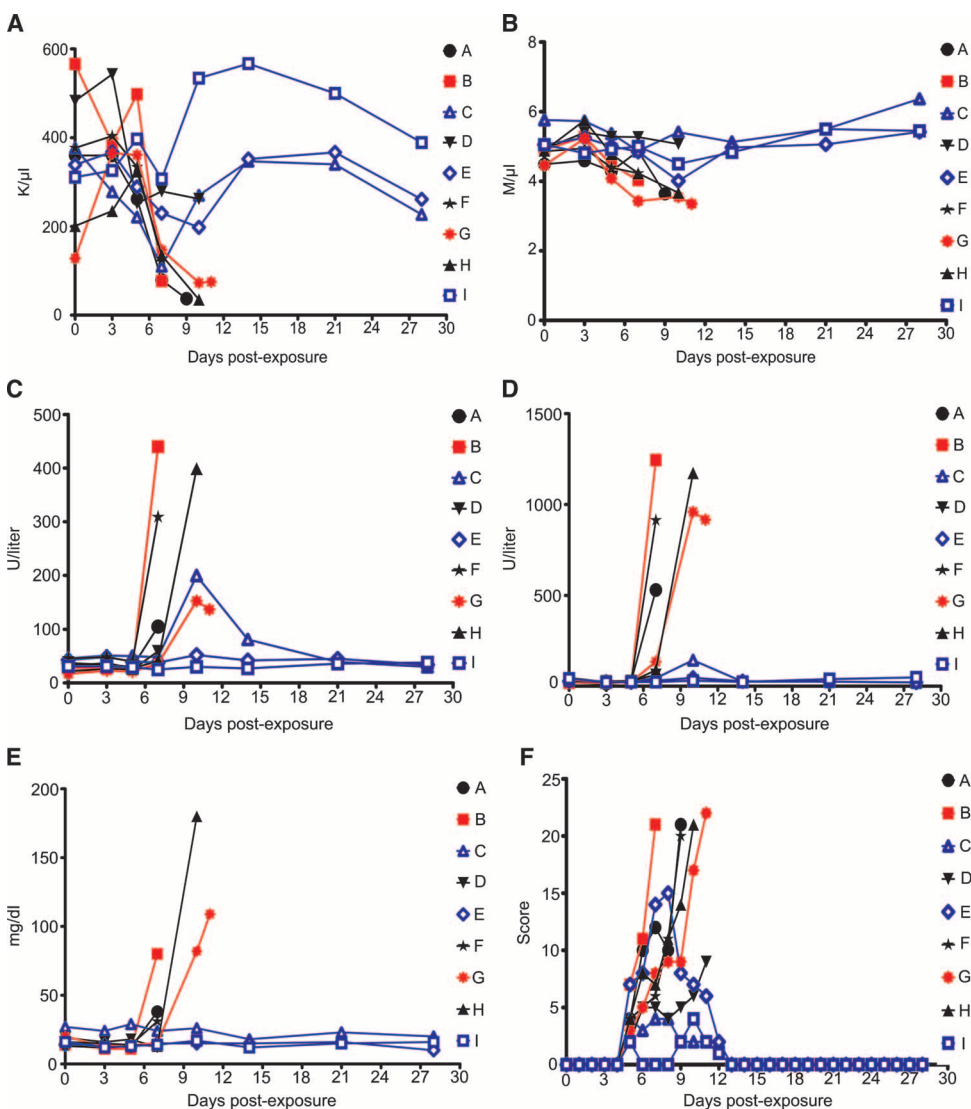 A
B
600
400
200
0
K/µl
0 3 6 9 12 15 18 21 24 27 30
Days post-exposure
A
B
C
D
E
F
G
H
I
8
6
4
2
0
M/µl
0 3 6 9 12 15 18 21 24 27 30
Days post-exposure
A
B
C
D
E
F
G
H
I
C
D
500
400
300
200
100
0
U/liter
0 3 6 9 12 15 18 21 24 27 30
Days post-exposure
A
B
C
D
E
F
G
H
I
1500
1000
500
0
U/liter
0 3 6 9 12 15 18 21 24 27 30
Days post-exposure
A
B
C
D
E
F
G
H
I
E
F
200
150
100
50
0
mg/dl
0 3 6 9 12 15 18 21 24 27 30
Days post-exposure
A
B
C
D
E
F
G
H
I
25
20
15
10
5
0
Score
0 3 6 9 12 15 18 21 24 27 30
Days post-exposure
A
B
C
D
E
F
G
H
I